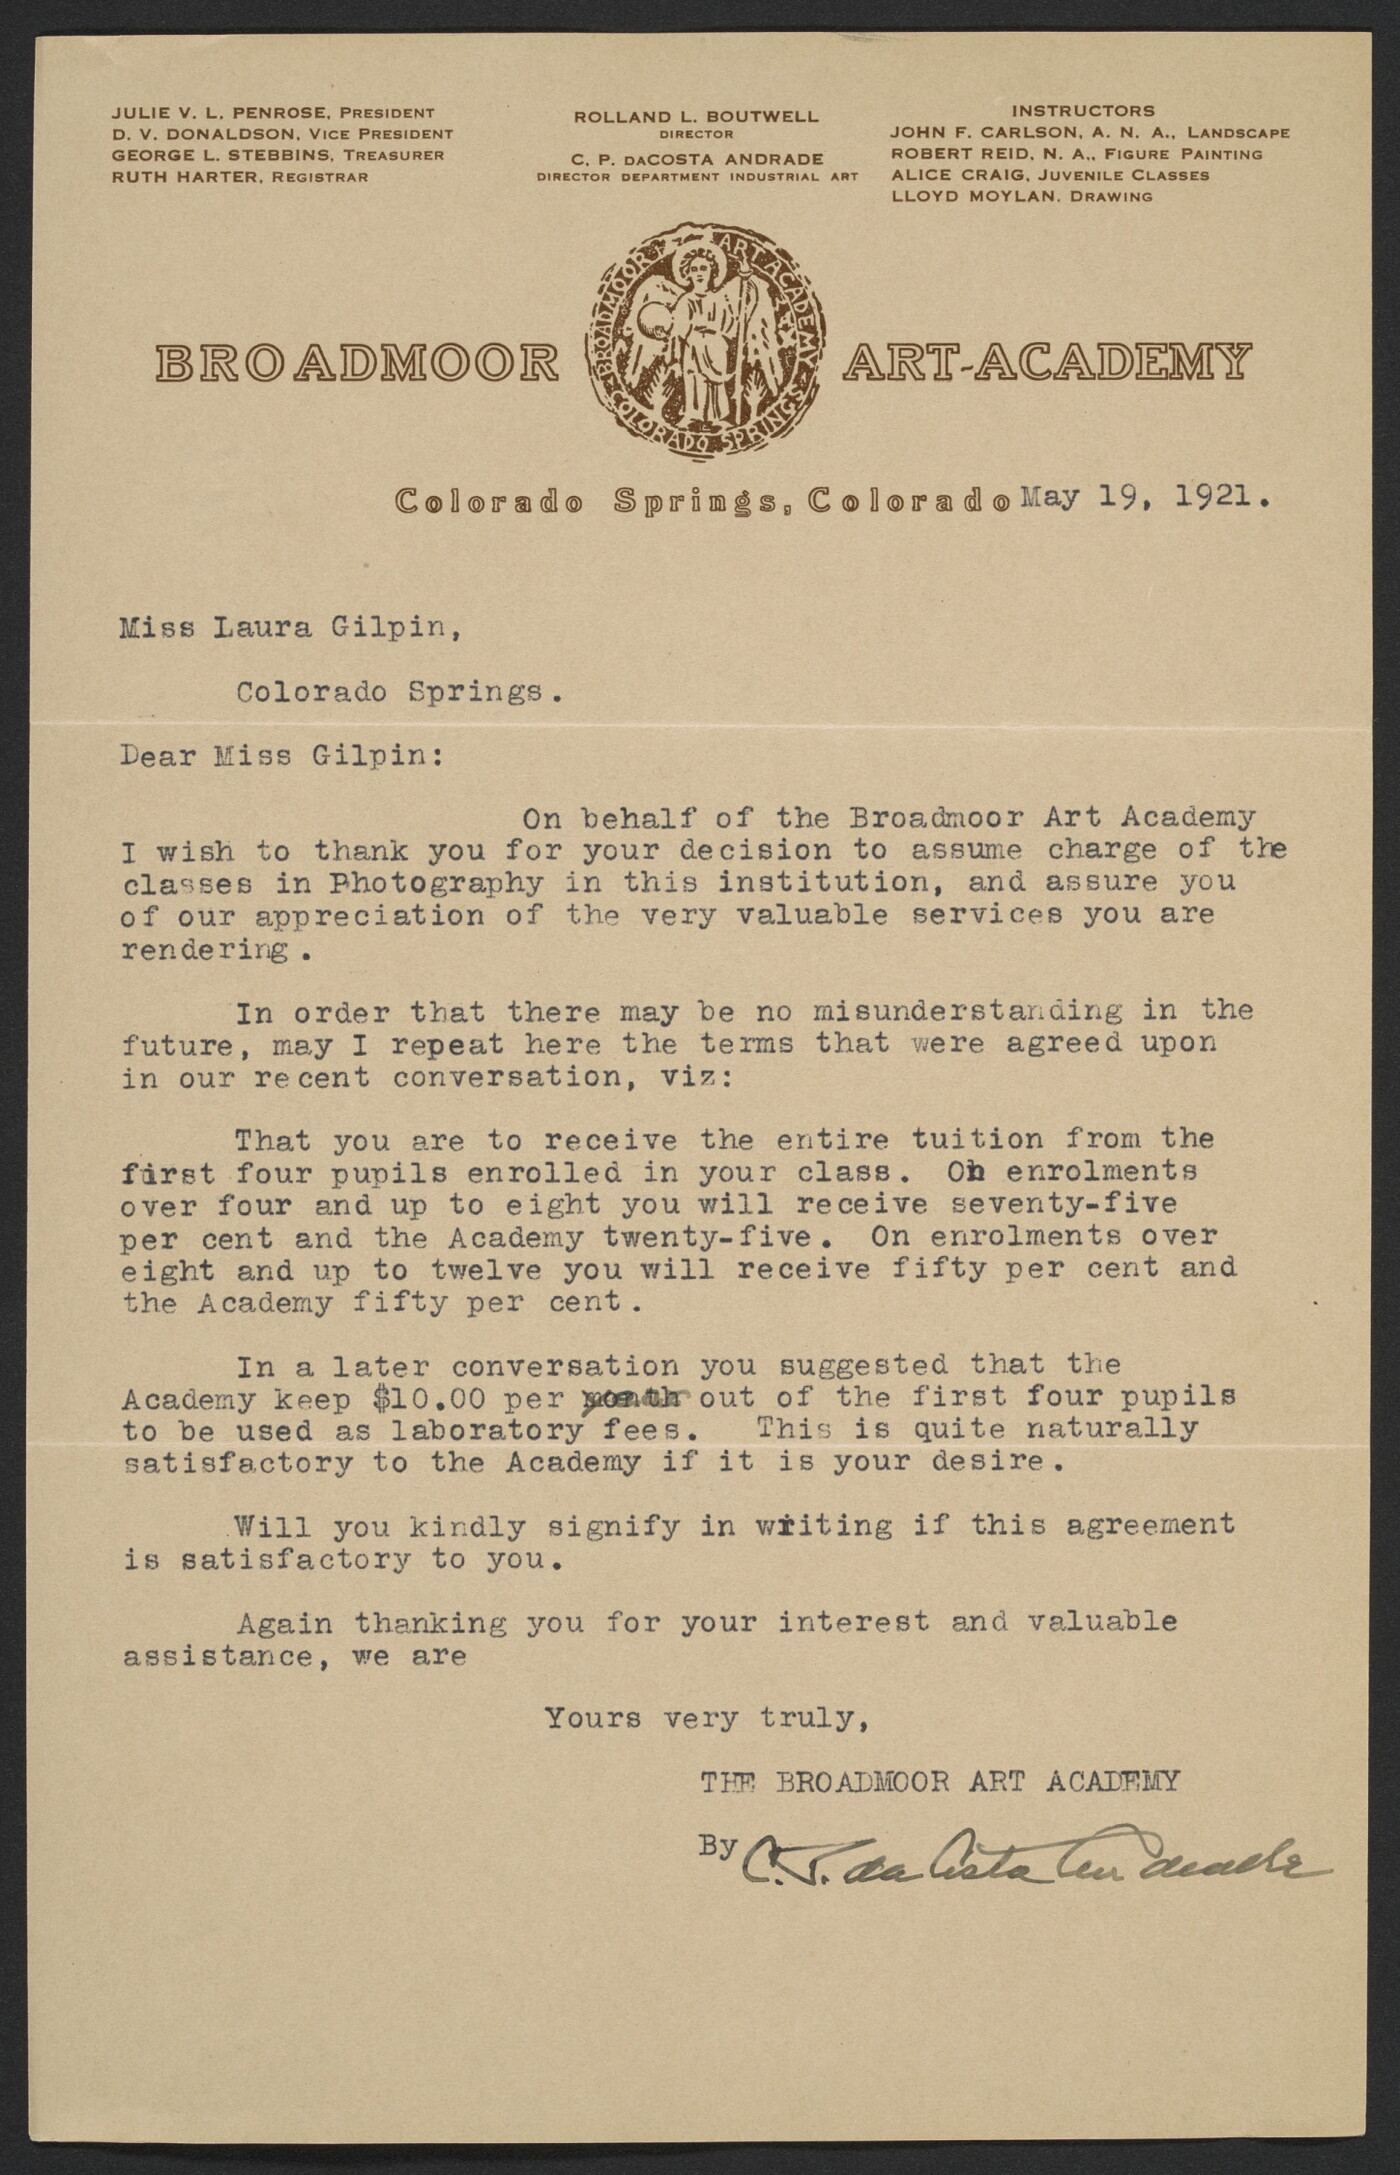 JULIE V. L. PENROSE, PRESIDENT
D. V. DONALDSON, VICE PRESIDENT
GEORGE L. STEBBINS, TREASURER
RUTH HARTER, REGISTRAR
ROLLAND L. BOUTWELL
DIRECTOR
C. P. DACOSTA ANDRADE
DIRECTOR DEPARTMENT INDUSTRIAL ART
INSTRUCTORS
JOHN F. CARLSON, A. N. A., LANDSCAPE
ROBERT REID, N. A., FIGURE PAINTING
ALICE CRAIG, JUVENILE CLASSES
LLOYD MOYLAN. DRAWING
BROADMOOR ART ACADEMY
COLORADO SPRINGS
BROADMOOR ART-ACADEMY
Colorado Springs, Colorado May 19, 1921.
Miss Laura Gilpin,
Colorado Springs.
Dear Miss Gilpin:
On behalf of the Broadmoor Art Academy
I wish to thank you for your decision to assume charge of the
classes in Photography in this institution, and assure you
of our appreciation of the very valuable services you are
rendering.
In order that there may be no misunderstanding in the
future, may I repeat here the terms that were agreed upon
in our recent conversation, viz:
That you are to receive the entire tuition from the
first four pupils enrolled in your class. On enrolments
over four and up to eight you will receive seventy-five
per cent and the Academy twenty-five. On enrolments over
eight and up to twelve you will receive fifty per cent and
the Academy fifty per cent.
In a later conversation you suggested that the
Academy keep $10.00 per month out of the first four pupils
to be used as laboratory fees. This is quite naturally
satisfactory to the Academy if it is your desire.
Will you kindly signify in writing if this agreement
is satisfactory to you.
Again thanking you for your interest and valuable
assistance, we are
Yours very truly,
THE BROADMOOR ART ACADEMY
By C. P. da Costa Andrade